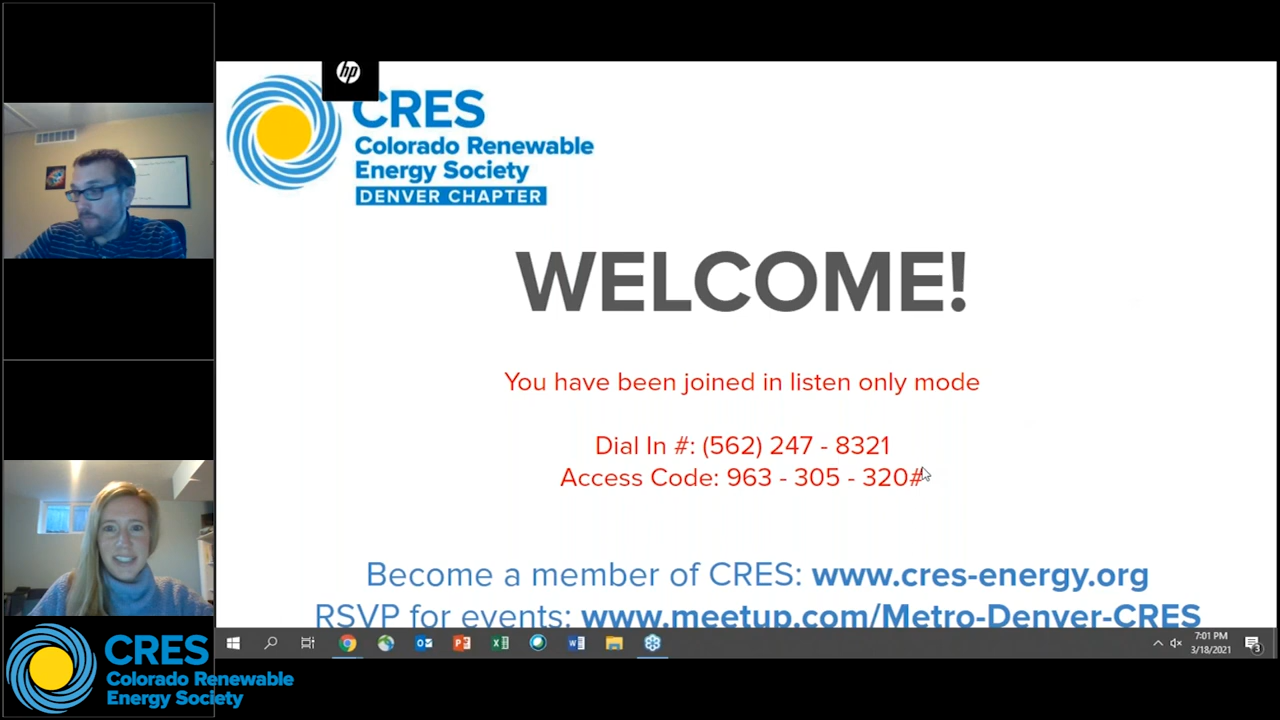 hp
CRES
Colorado Renewable
Energy Society
DENVER CHAPTER
WELCOME!
You have been joined in listen only mode
Dial In #: (562) 247 - 8321
Access Code: 963 - 305 - 320#
Become a member of CRES: www.cres-energy.org
RSVP for events: www.meetup.com/Metro-Denver-CRES
7:01 PM
3/18/2021
3
CRES
Colorado Renewable
Energy Society